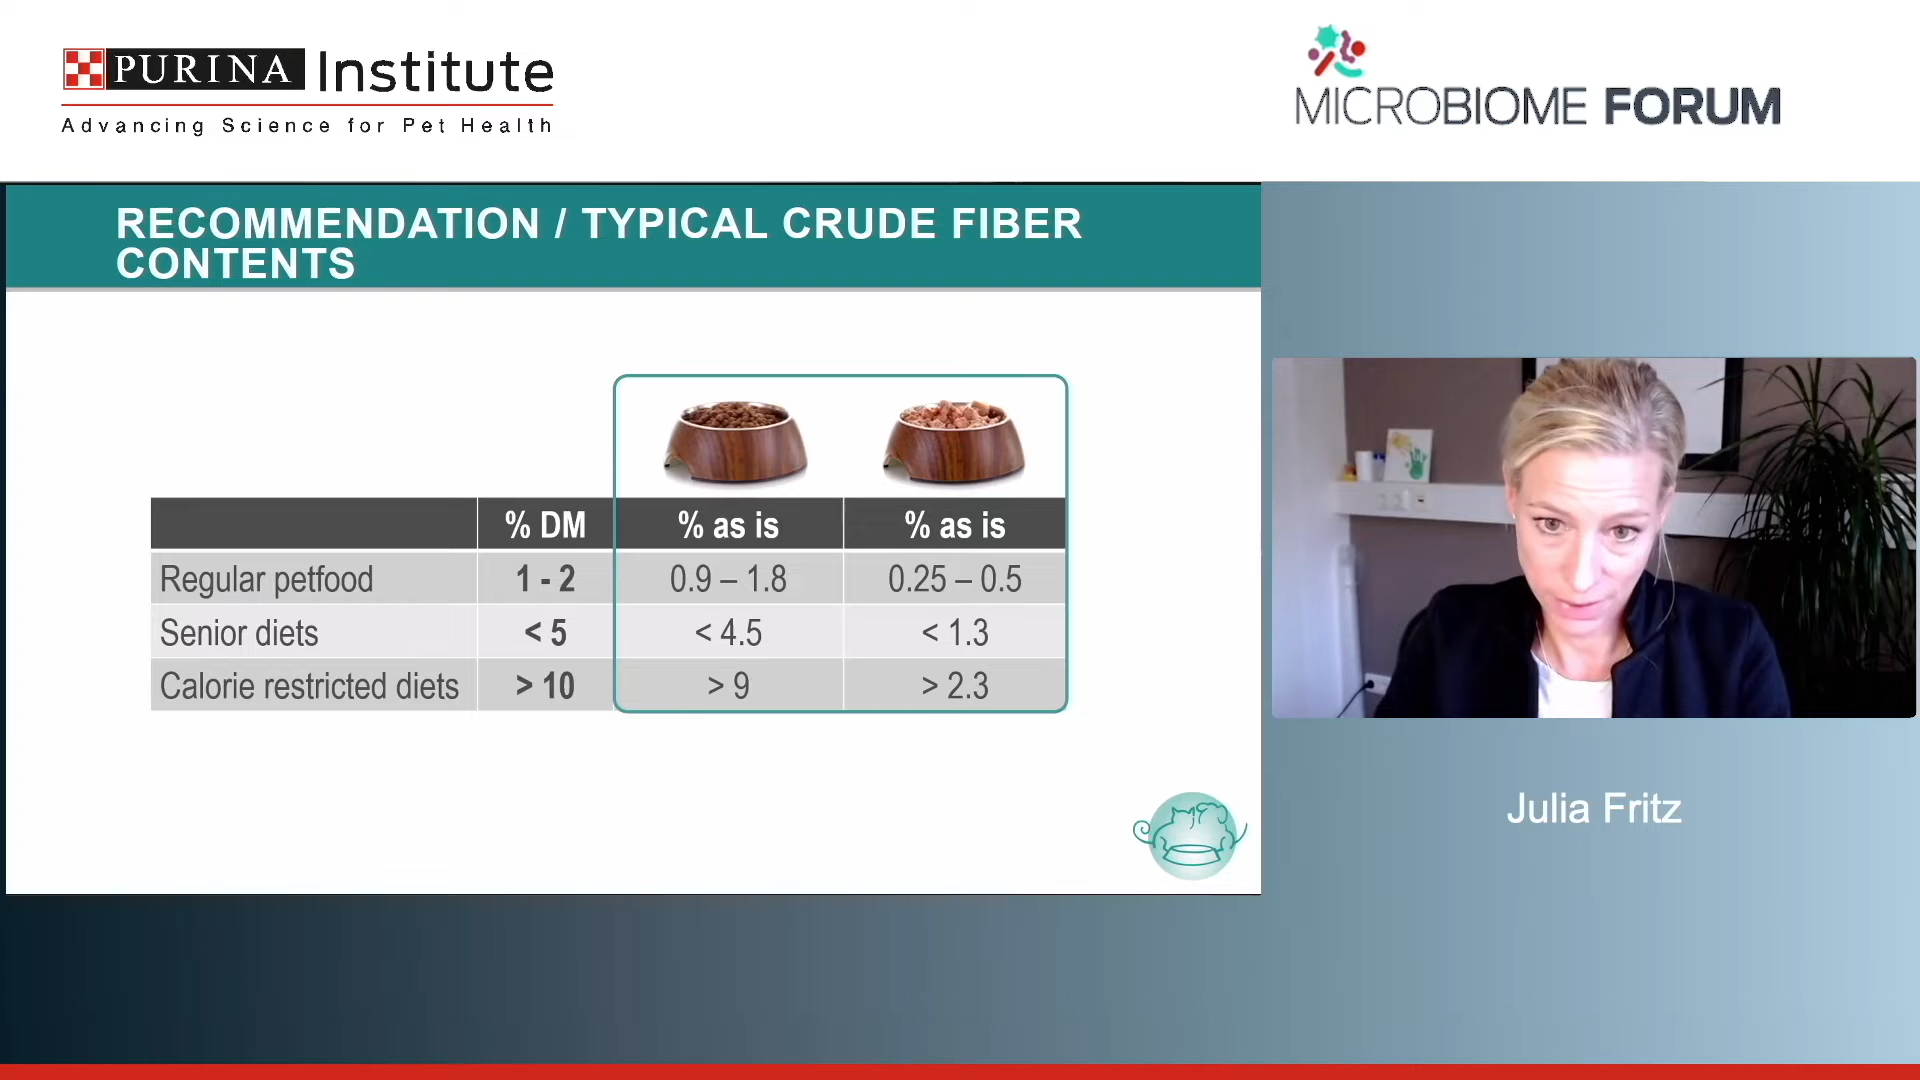 PURINA Institute
Advancing Science for Pet Health
MICROBIOME FORUM
RECOMMENDATION / TYPICAL CRUDE FIBER
CONTENTS
% DM % as is % as is
Regular petfood 1 - 2 0.9 – 1.8 0.25 – 0.5
Senior diets < 5 < 4.5 < 1.3
Calorie restricted diets > 10 > 9 > 2.3
Julia Fritz